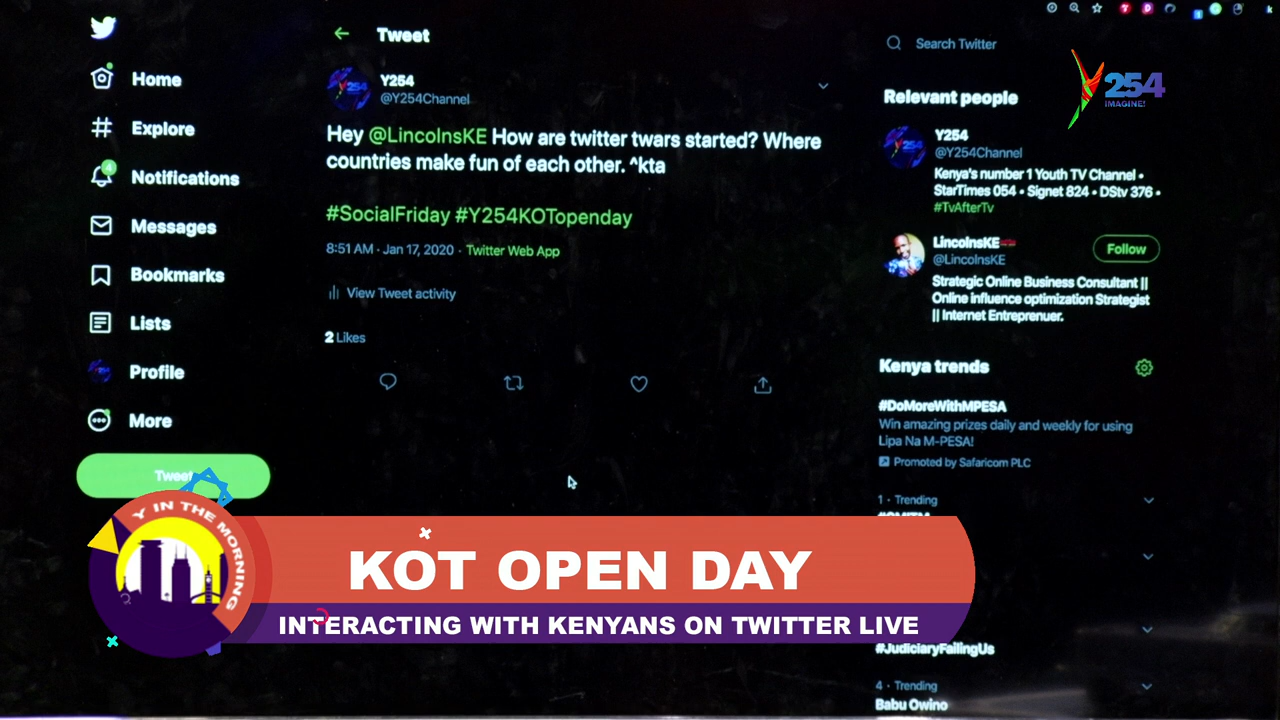 Home
Explore
4
Notifications
Messages
Bookmarks
Lists
Profile
More
Tweet
Tweet
Y254
@Y254Channel
Hey @LincolnsKE How are twitter twars started? Where
countries make fun of each other. ^kta
#SocialFriday #Y254KOTopenday
8:51 AM · Jan 17, 2020 · Twitter Web App
View Tweet activity
2 Likes
Search Twitter
Y254
IMAGINE!
Relevant people
Y254
@Y254Channel
Kenya's number 1 Youth TV Channel •
StarTimes 054 • Signet 824 • DStv 376 •
#TvAfterTv
LincolnsKE
@LincolnsKE
Follow
Strategic Online Business Consultant ||
Online influence optimization Strategist
|| Internet Entreprenuer.
Kenya trends
#DoMoreWithMPESA
Win amazing prizes daily and weekly for using
Lipa Na M-PESA!
Promoted by Safaricom PLC
1 · Trending
#JudiciaryFailingUs
4 · Trending
Babu Owino
Y IN THE MORNING
KOT OPEN DAY
INTERACTING WITH KENYANS ON TWITTER LIVE